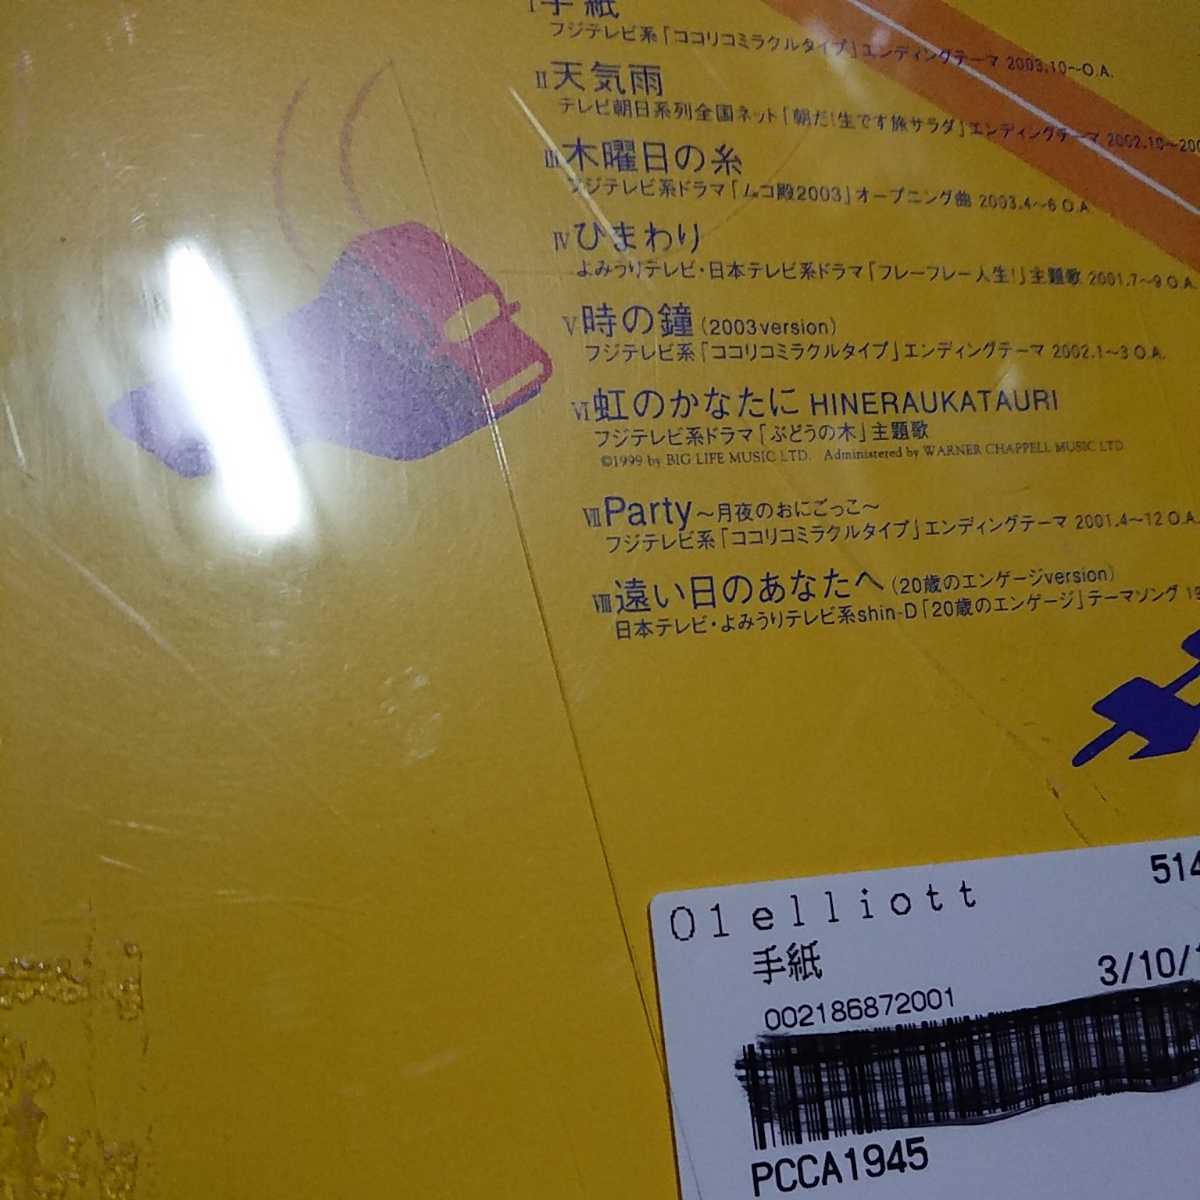 I手紙
フジテレビ系「ココリコミラクルタイプ」エンディングテーマ 2003.10〜O.A.
II天気雨
テレビ朝日系列全国ネット「朝だ!生です旅サラダ」エンディングテーマ 2002.10〜200
III木曜日の糸
フジテレビ系ドラマ「ムコ殿2003」オープニング曲 2003.4〜6 O.A.
IVひまわり
よみうりテレビ・日本テレビ系ドラマ「フレーフレー人生!」主題歌 2001.7〜9 O.A.
V時の鐘(2003version)
フジテレビ系「ココリコミラクルタイプ」エンディングテーマ 2002.1〜3 O.A.
VI虹のかなたに HINERAUKATAURI
フジテレビ系ドラマ「ぶどうの木」主題歌
©1999 by BIG LIFE MUSIC LTD. Administered by WARNER CHAPPELL MUSIC LTD.
VIIParty〜月夜のおにごっこ〜
フジテレビ系「ココリコミラクルタイプ」エンディングテーマ 2001.4〜12 O.A.
VIII遠い日のあなたへ(20歳のエンゲージversion)
日本テレビ・よみうりテレビ系shin-D「20歳のエンゲージ」テーマソング 19
514
01elliott
手紙
3/10/1
002186872001
PCCA1945